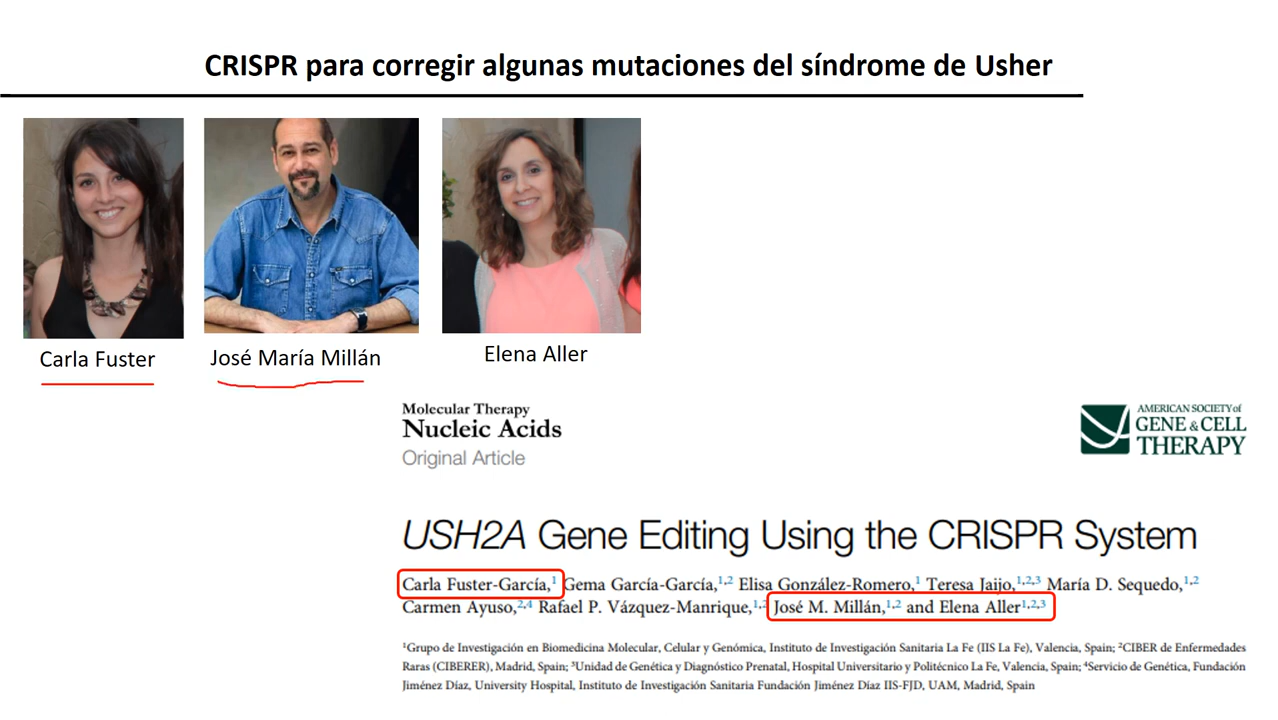 CRISPR para corregir algunas mutaciones del síndrome de Usher
Carla Fuster
José María Millán
Elena Aller
Molecular Therapy
Nucleic Acids
Original Article
AMERICAN SOCIETY of
GENE & CELL
THERAPY
USH2A Gene Editing Using the CRISPR System
Carla Fuster-García,1 Gema García-García,1,2 Elisa González-Romero,1 Teresa Jaijo,1,2,3 María D. Sequedo,1,2
Carmen Ayuso,2,4 Rafael P. Vázquez-Manrique,1,2 José M. Millán,1,2 and Elena Aller1,2,3
1Grupo de Investigación en Biomedicina Molecular, Celular y Genómica, Instituto de Investigación Sanitaria La Fe (IIS La Fe), Valencia, Spain; 2CIBER de Enfermedades
Raras (CIBERER), Madrid, Spain; 3Unidad de Genética y Diagnóstico Prenatal, Hospital Universitario y Politécnico La Fe, Valencia, Spain; 4Servicio de Genética, Fundación
Jiménez Díaz, University Hospital, Instituto de Investigación Sanitaria Fundación Jiménez Díaz IIS-FJD, UAM, Madrid, Spain